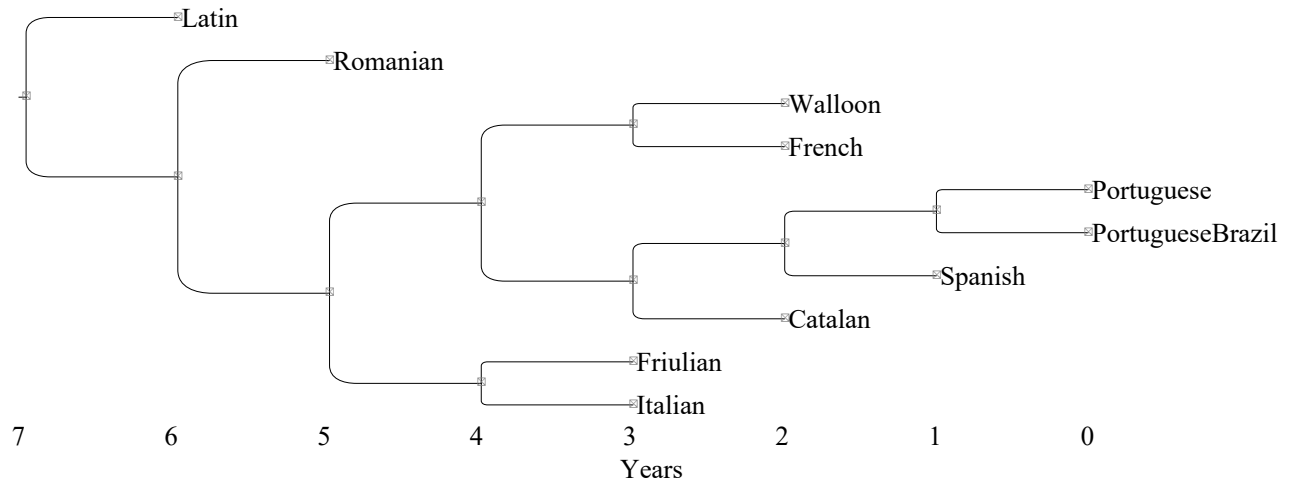 Latin
Romanian
Walloon
French
Portuguese
PortugueseBrazil
Spanish
Catalan
Friulian
Italian
7 6 5 4 3 2 1 0
Years